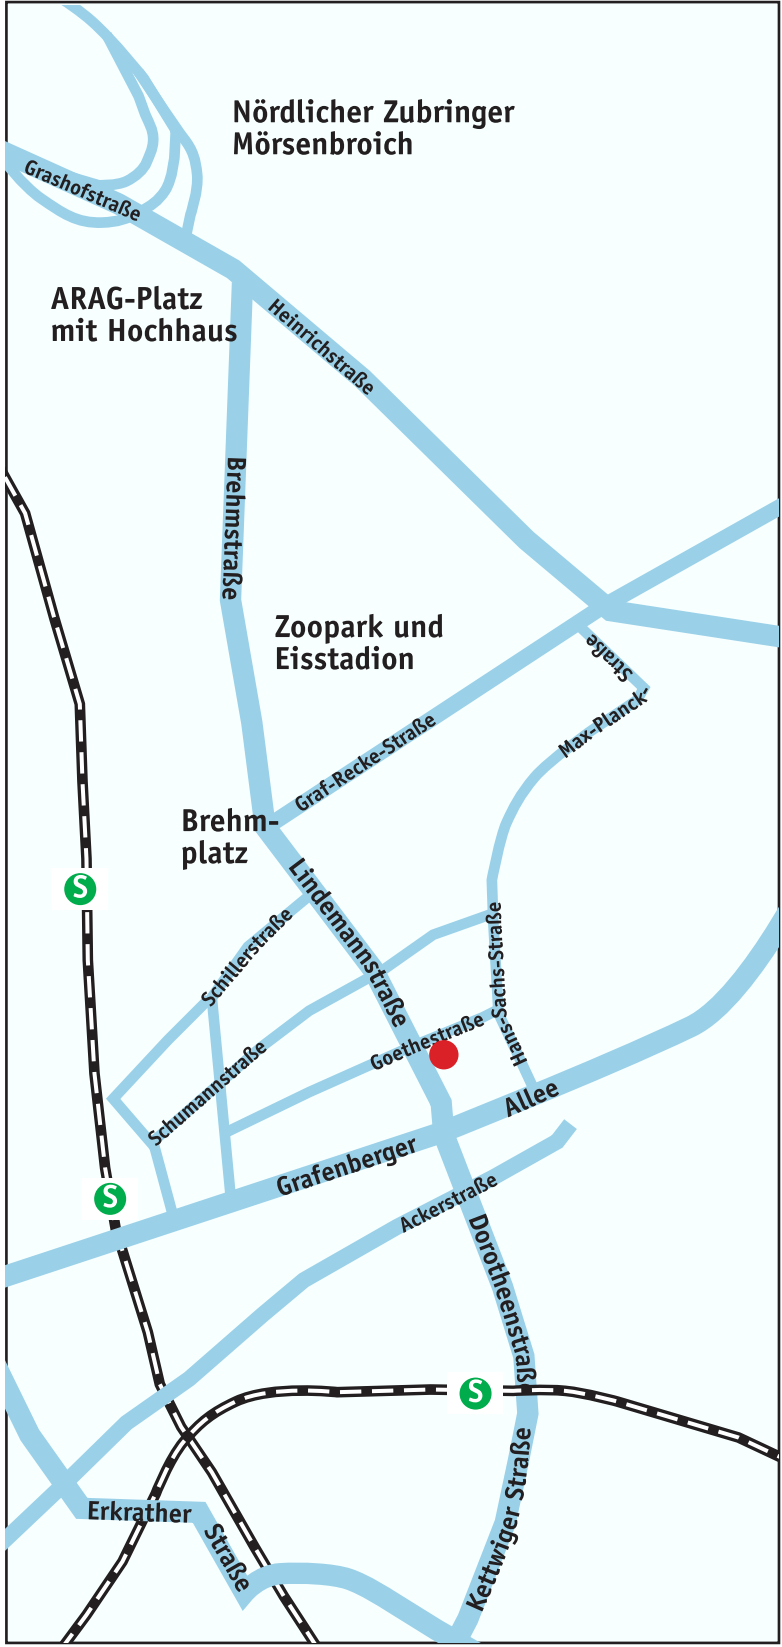 Nördlicher Zubringer
Mörsenbroich
Grashofstraße
ARAG-Platz
mit Hochhaus
Heinrichstraße
Brehmstraße
Zoopark und
Eisstadion
Straße
Max-Planck-
Graf-Recke-Straße
Brehm-
platz
Lindemannstraße
S
Schillerstraße
Hans-Sachs-Straße
Goethestraße
Schumannstraße
Allee
Grafenberger
S
Ackerstraße
Dorotheenstraß
S
Kettwiger Straße
Erkrather
Straße